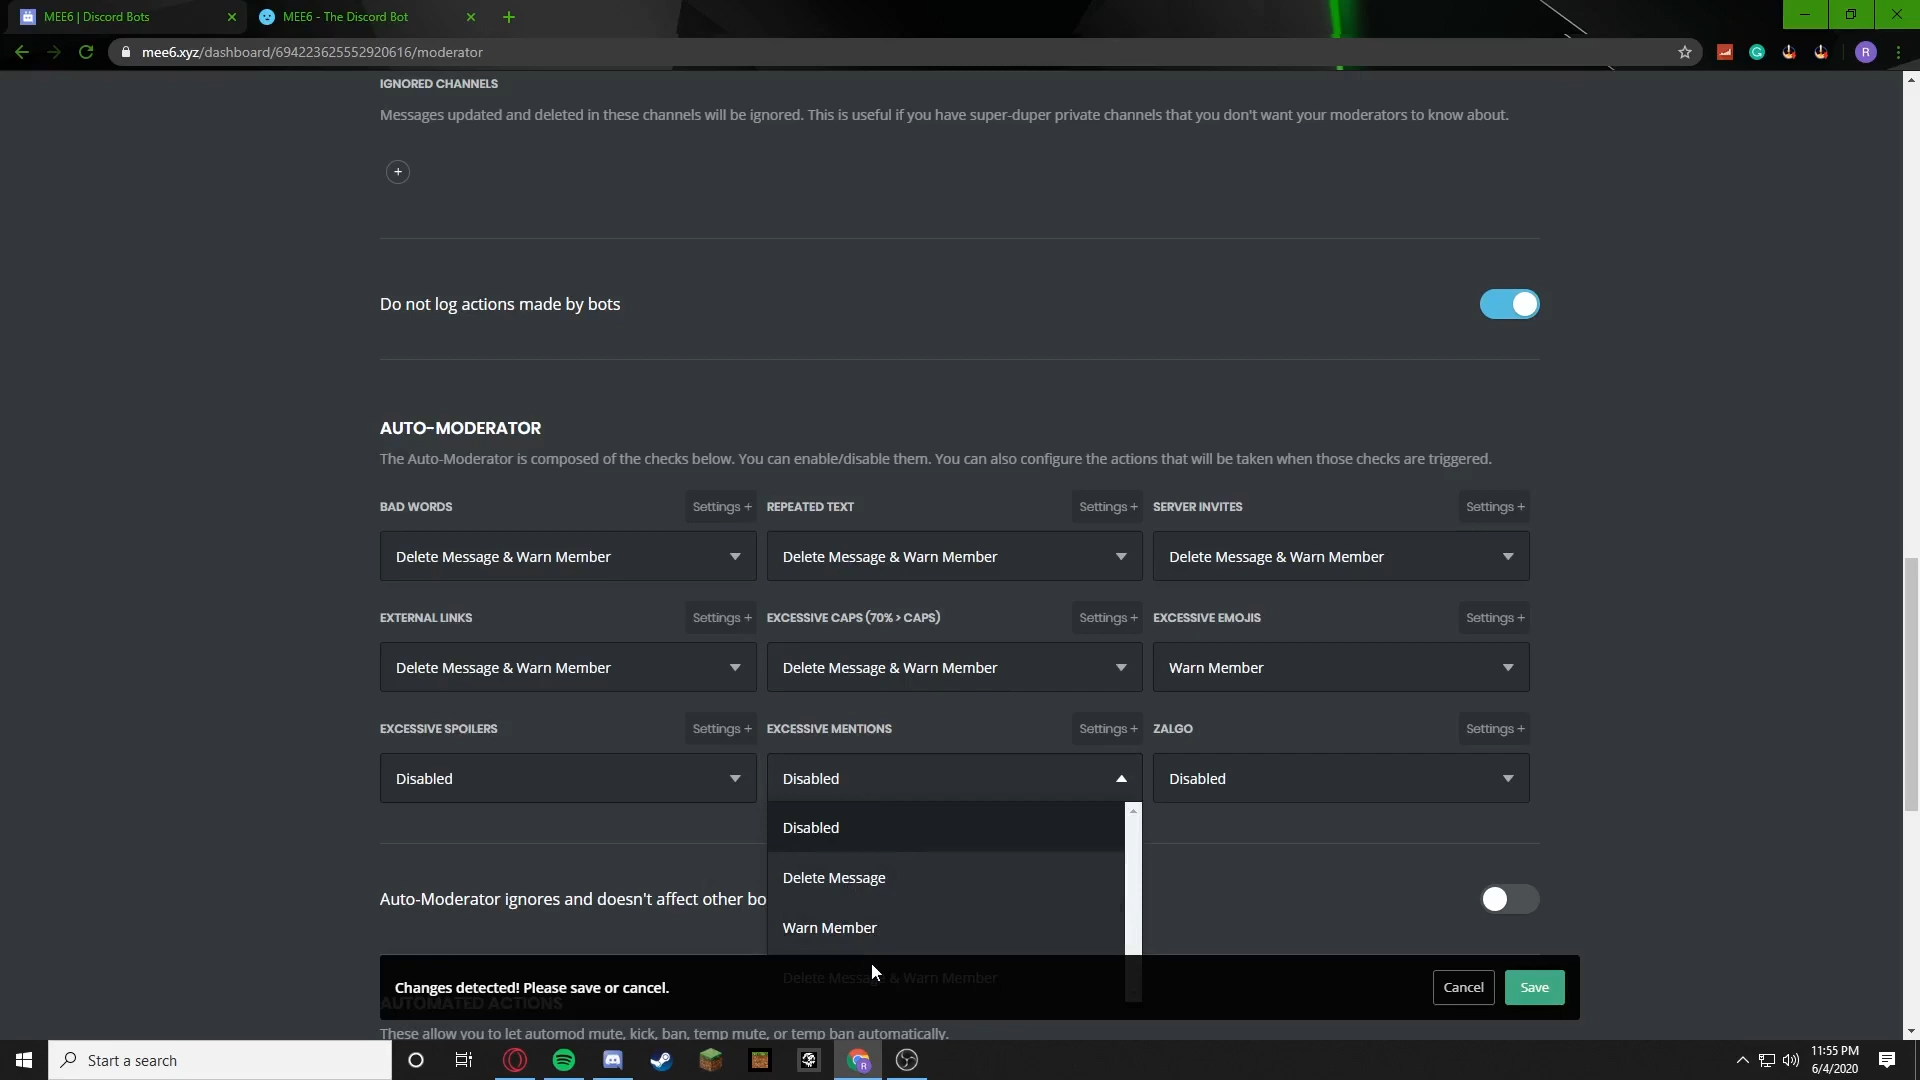 MEE6 | Discord Bots
MEE6 - The Discord Bot
mee6.xyz/dashboard/694223625552920616/moderator
R
IGNORED CHANNELS
Messages updated and deleted in these channels will be ignored. This is useful if you have super-duper private channels that you don't want your moderators to know about.
+
Do not log actions made by bots
AUTO-MODERATOR
The Auto-Moderator is composed of the checks below. You can enable/disable them. You can also configure the actions that will be taken when those checks are triggered.
BAD WORDS Settings + REPEATED TEXT Settings + SERVER INVITES Settings +
Delete Message & Warn Member Delete Message & Warn Member Delete Message & Warn Member
EXTERNAL LINKS Settings + EXCESSIVE CAPS (70% > CAPS) Settings + EXCESSIVE EMOJIS Settings +
Delete Message & Warn Member Delete Message & Warn Member Warn Member
EXCESSIVE SPOILERS Settings + EXCESSIVE MENTIONS Settings + ZALGO Settings +
Disabled Disabled Disabled
Disabled
Delete Message
Auto-Moderator ignores and doesn't affect other bo
Warn Member
Delete Message & Warn Member
Changes detected! Please save or cancel. Cancel Save
AUTOMATED ACTIONS
These allow you to let automod mute, kick, ban, temp mute, or temp ban automatically.
Start a search
R
11:55 PM
6/4/2020